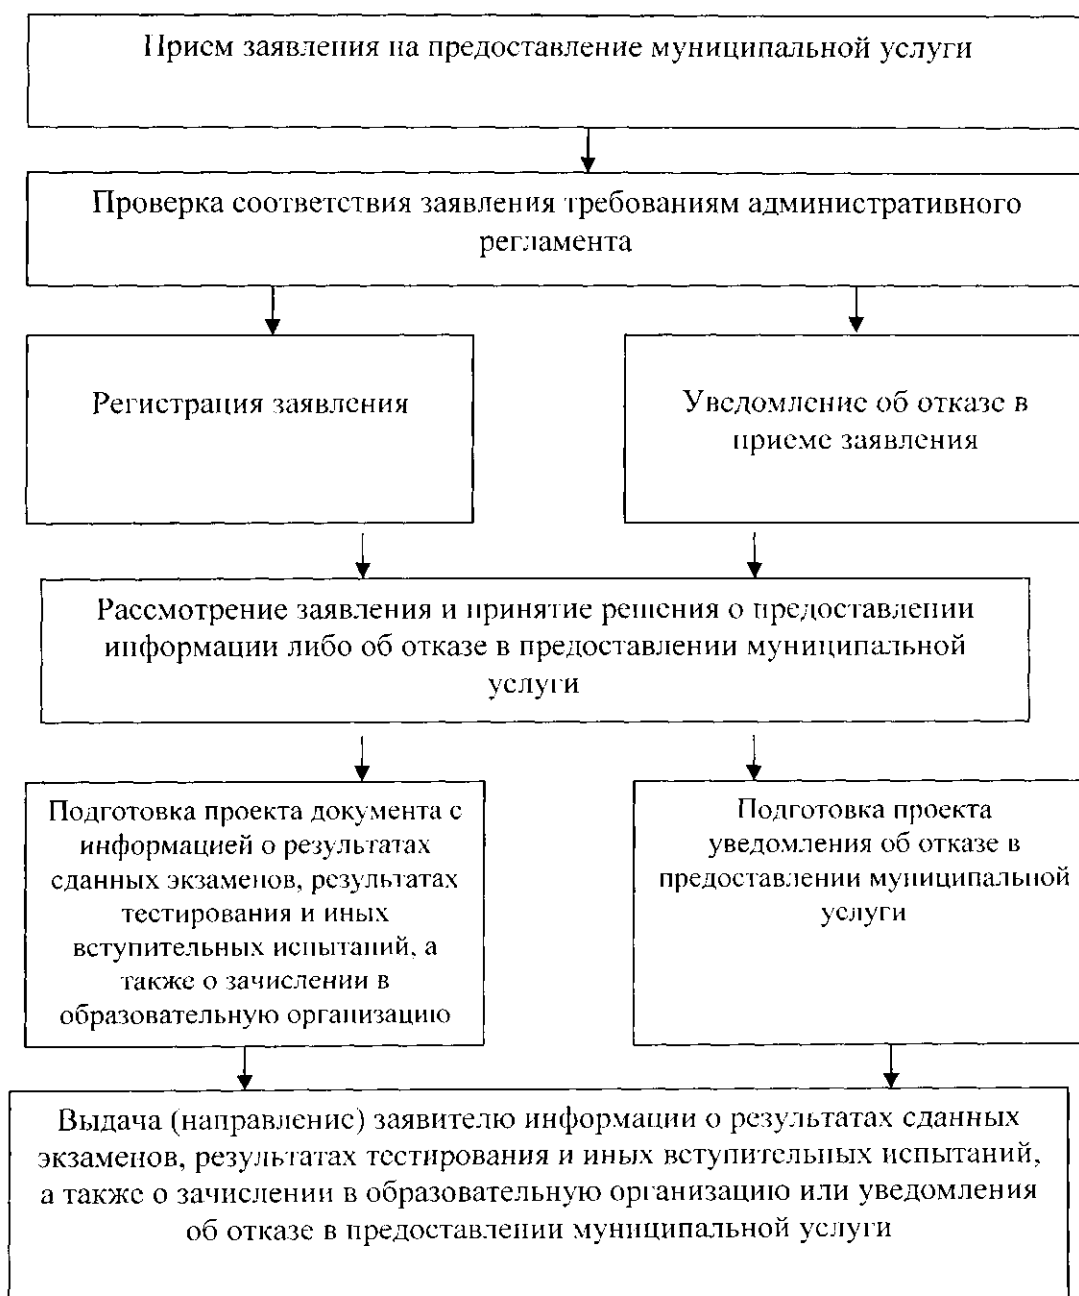 Прием заявления на предоставление муниципальной услуги
Проверка соответствия заявления требованиям административного
регламента
Регистрация заявления
Уведомление об отказе в
приеме заявления
Рассмотрение заявления и принятие решения о предоставлении
информации либо об отказе в предоставлении муниципальной
услуги
Подготовка проекта документа с
информацией о результатах
сданных экзаменов, результатах
тестирования и иных
вступительных испытаний, а
также о зачислении в
образовательную организацию
Подготовка проекта
уведомления об отказе в
предоставлении муниципальной
услуги
Выдача (направление) заявителю информации о результатах сданных
экзаменов, результатах тестирования и иных вступительных испытаний,
а также о зачислении в образовательную организацию или уведомления
об отказе в предоставлении муниципальной услуги